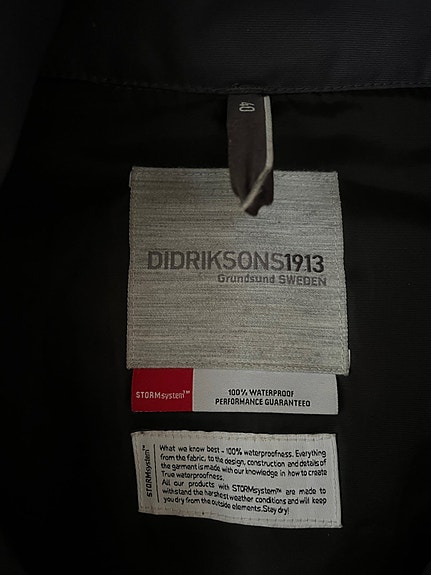 40
DIDRIKSONS1913
Grundsund SWEDEN
STORMsystem™
100% WATERPROOF
PERFORMANCE GUARANTEED
STORMsystem™
What we know best - 100% waterproofness. Everything
from the fabric, to the design, construction and details of
the garment is made with our knowledge in how to create
True waterproofness.
All our products with STORMsystem™ are made to
withstand the harshest weather conditions and will keep
you dry from the outside elements. Stay dry!